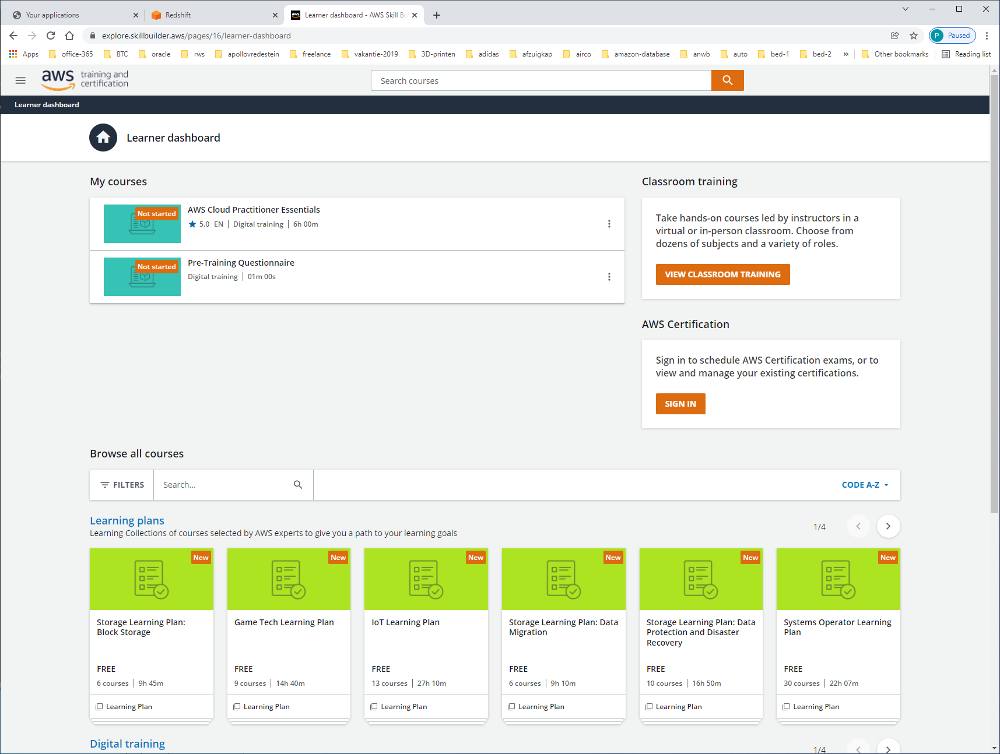 Your applications
Redshift
Learner dashboard - AWS Skill Bu
explore.skillbuilder.aws/pages/16/learner-dashboard
P Paused
Apps office-365 BTC oracle rws apollovredestein freelance vakantie-2019 3D-printen adidas afzuigkap airco amazon-database anwb auto bed-1 bed-2 » Other bookmarks Reading list
aws training and
certification
Search courses
Learner dashboard
Learner dashboard
My courses
Not started
AWS Cloud Practitioner Essentials
5.0 EN | Digital training | 6h 00m
Not started
Pre-Training Questionnaire
Digital training | 01m 00s
Classroom training
Take hands-on courses led by instructors in a
virtual or in-person classroom. Choose from
dozens of subjects and a variety of roles.
VIEW CLASSROOM TRAINING
AWS Certification
Sign in to schedule AWS Certification exams, or to
view and manage your existing certifications.
SIGN IN
Browse all courses
FILTERS
Search...
CODE A-Z
Learning plans
Learning Collections of courses selected by AWS experts to give you a path to your learning goals
1/4
New
Storage Learning Plan:
Block Storage
FREE
6 courses | 9h 45m
Learning Plan
New
Game Tech Learning Plan
FREE
9 courses | 14h 40m
Learning Plan
New
IoT Learning Plan
FREE
13 courses | 27h 10m
Learning Plan
New
Storage Learning Plan: Data
Migration
FREE
6 courses | 9h 10m
Learning Plan
New
Storage Learning Plan: Data
Protection and Disaster
Recovery
FREE
10 courses | 16h 50m
Learning Plan
New
Systems Operator Learning
Plan
FREE
30 courses | 22h 07m
Learning Plan
Digital training
1/4